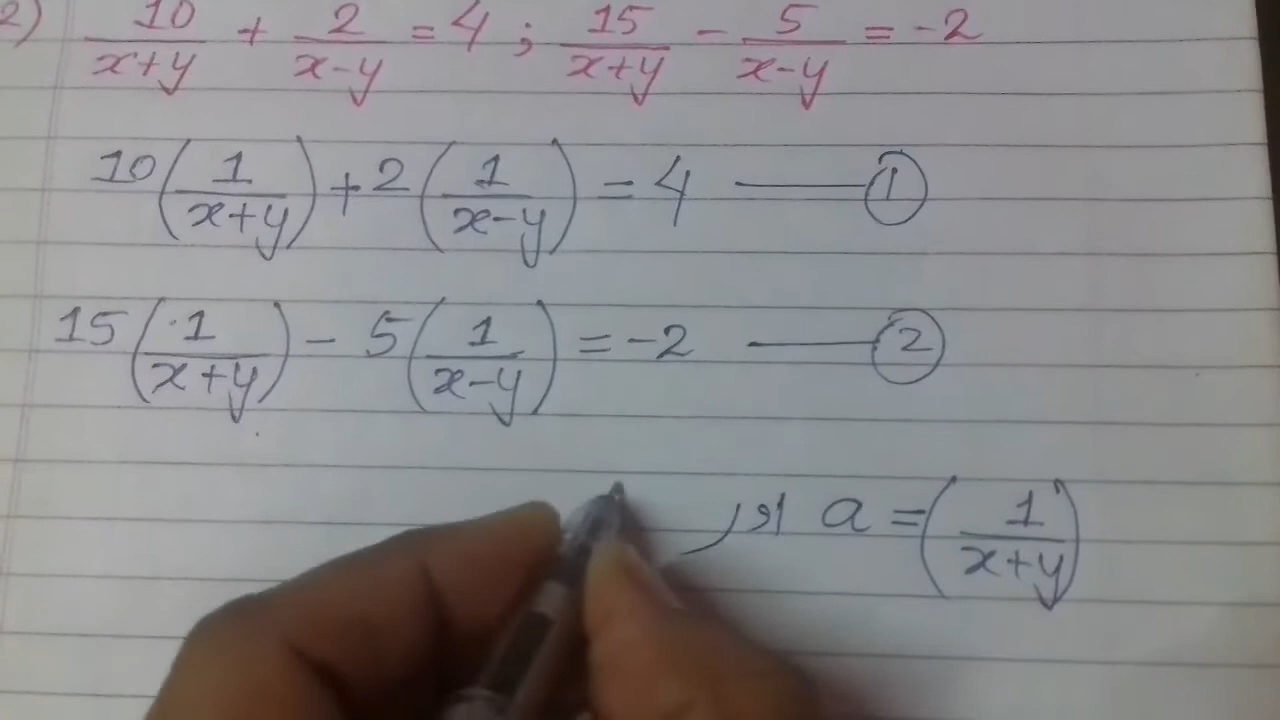 2) 10/(x+y) + 2/(x-y) = 4 ; 15/(x+y) - 5/(x-y) = -2
10(1/(x+y)) + 2(1/(x-y)) = 4 —— ①
15(1/(x+y)) - 5(1/(x-y)) = -2 —— ②
a = (1/(x+y))